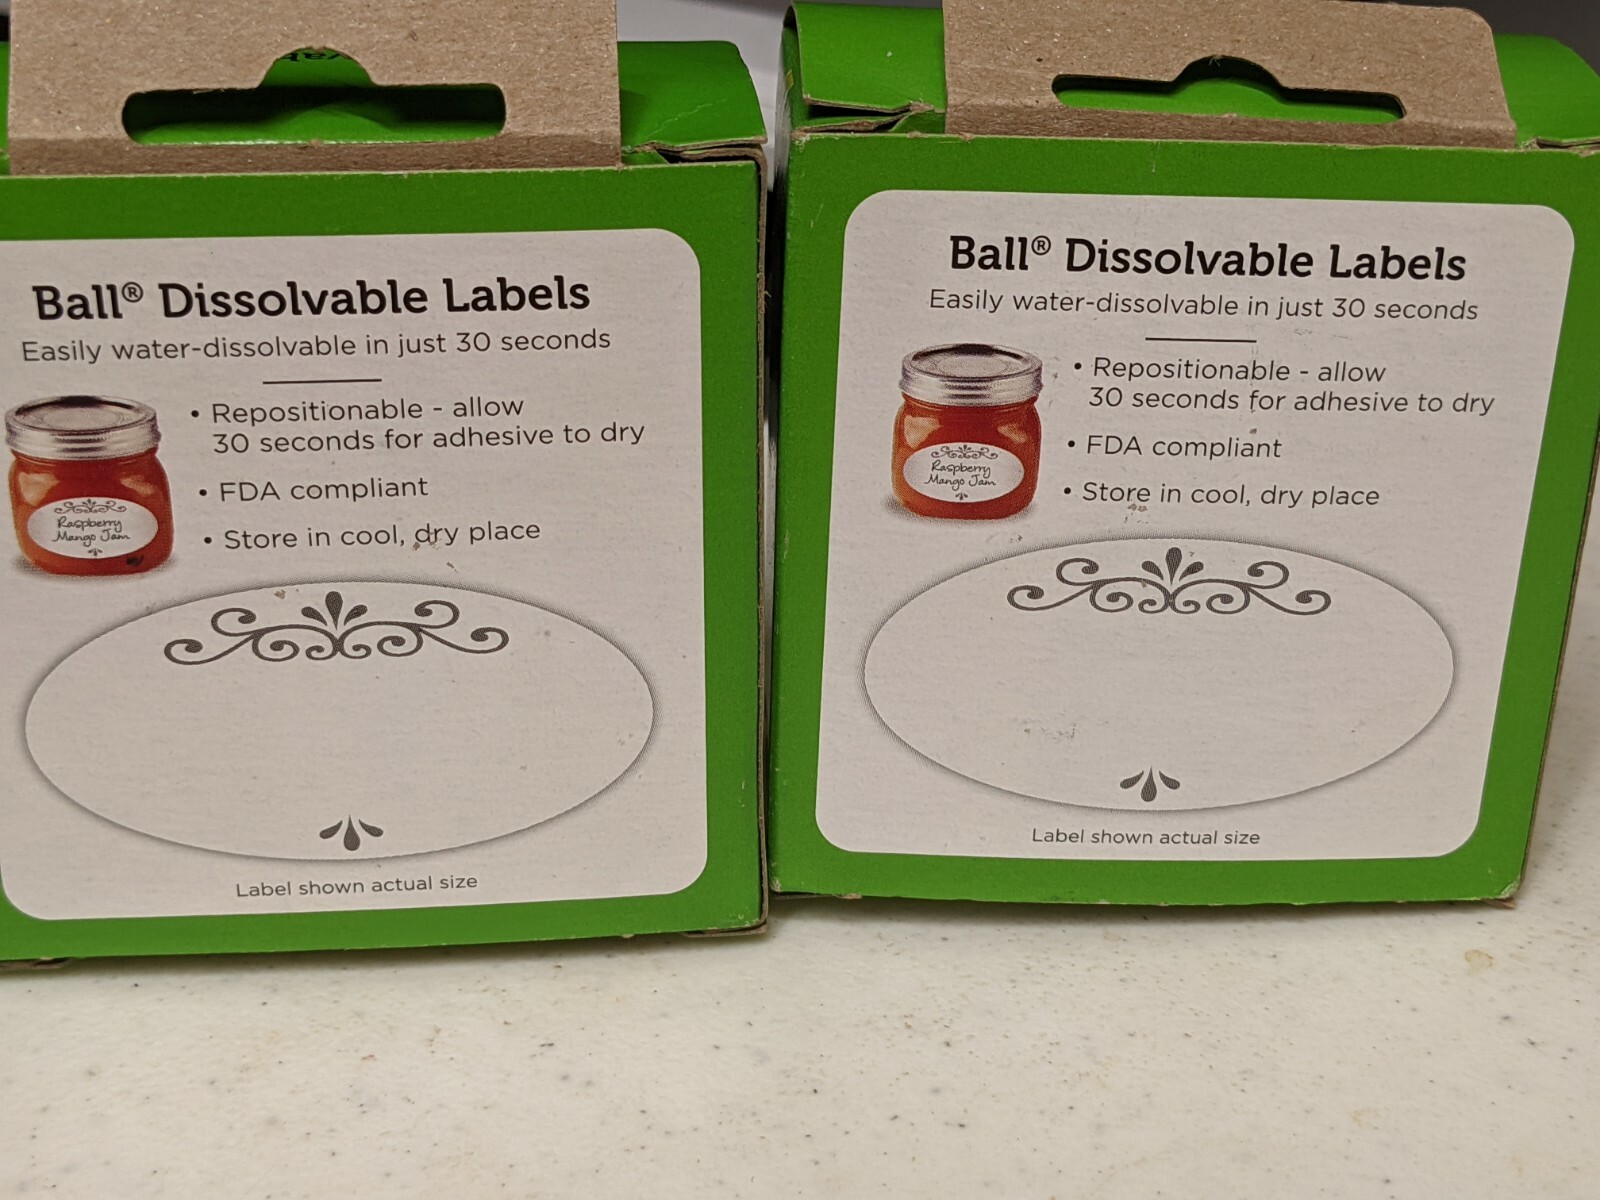 Ball® Dissolvable Labels
Easily water-dissolvable in just 30 seconds
• Repositionable - allow
30 seconds for adhesive to dry
• FDA compliant
• Store in cool, dry place
Raspberry
Mango Jam
Label shown actual size
Ball® Dissolvable Labels
Easily water-dissolvable in just 30 seconds
• Repositionable - allow
30 seconds for adhesive to dry
• FDA compliant
• Store in cool, dry place
Raspberry
Mango Jam
Label shown actual size